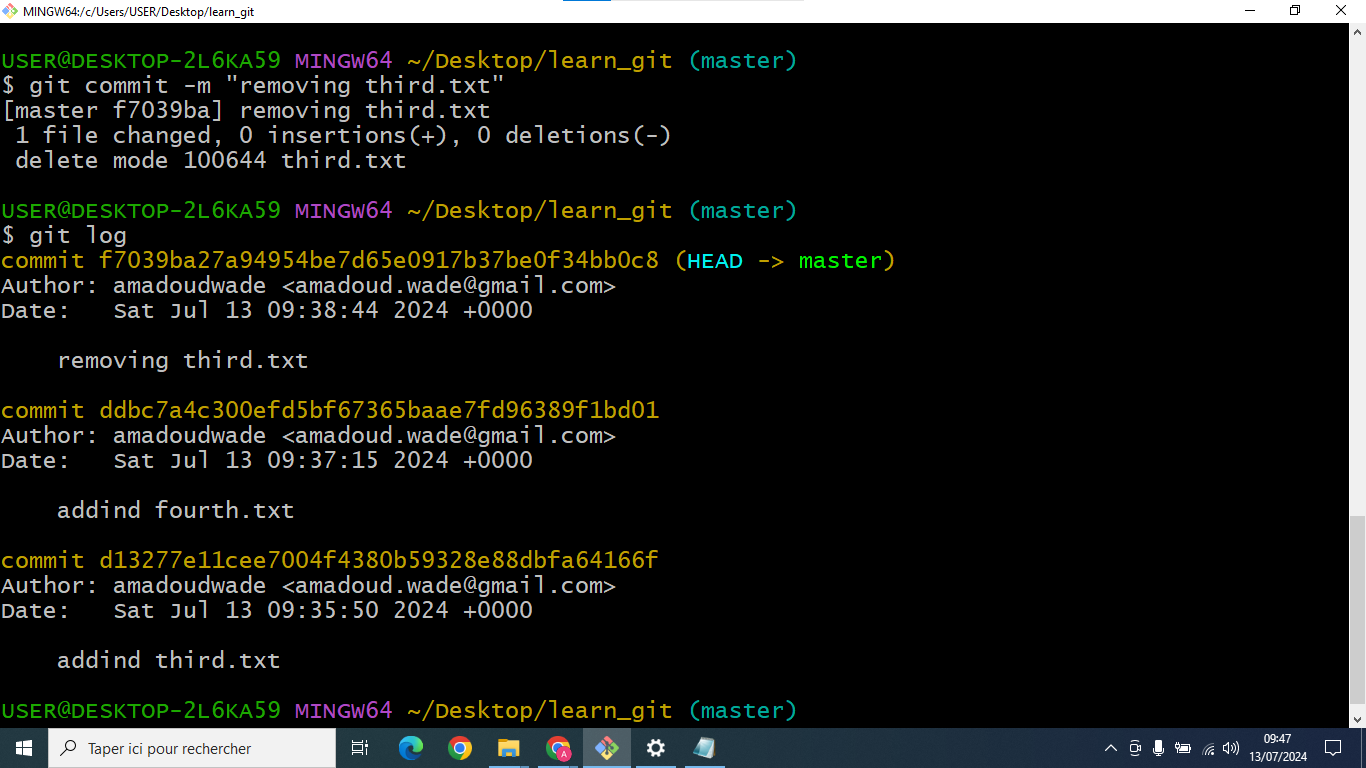 MINGW64:/c/Users/USER/Desktop/learn_git
USER@DESKTOP-2L6KA59 MINGW64 ~/Desktop/learn_git (master)
$ git commit -m "removing third.txt"
[master f7039ba] removing third.txt
 1 file changed, 0 insertions(+), 0 deletions(-)
 delete mode 100644 third.txt
USER@DESKTOP-2L6KA59 MINGW64 ~/Desktop/learn_git (master)
$ git log
commit f7039ba27a94954be7d65e0917b37be0f34bb0c8 (HEAD -> master)
Author: amadoudwade <amadoud.wade@gmail.com>
Date:   Sat Jul 13 09:38:44 2024 +0000
    removing third.txt
commit ddbc7a4c300efd5bf67365baae7fd96389f1bd01
Author: amadoudwade <amadoud.wade@gmail.com>
Date:   Sat Jul 13 09:37:15 2024 +0000
    addind fourth.txt
commit d13277e11cee7004f4380b59328e88dbfa64166f
Author: amadoudwade <amadoud.wade@gmail.com>
Date:   Sat Jul 13 09:35:50 2024 +0000
    addind third.txt
USER@DESKTOP-2L6KA59 MINGW64 ~/Desktop/learn_git (master)
Taper ici pour rechercher
A
09:47
13/07/2024